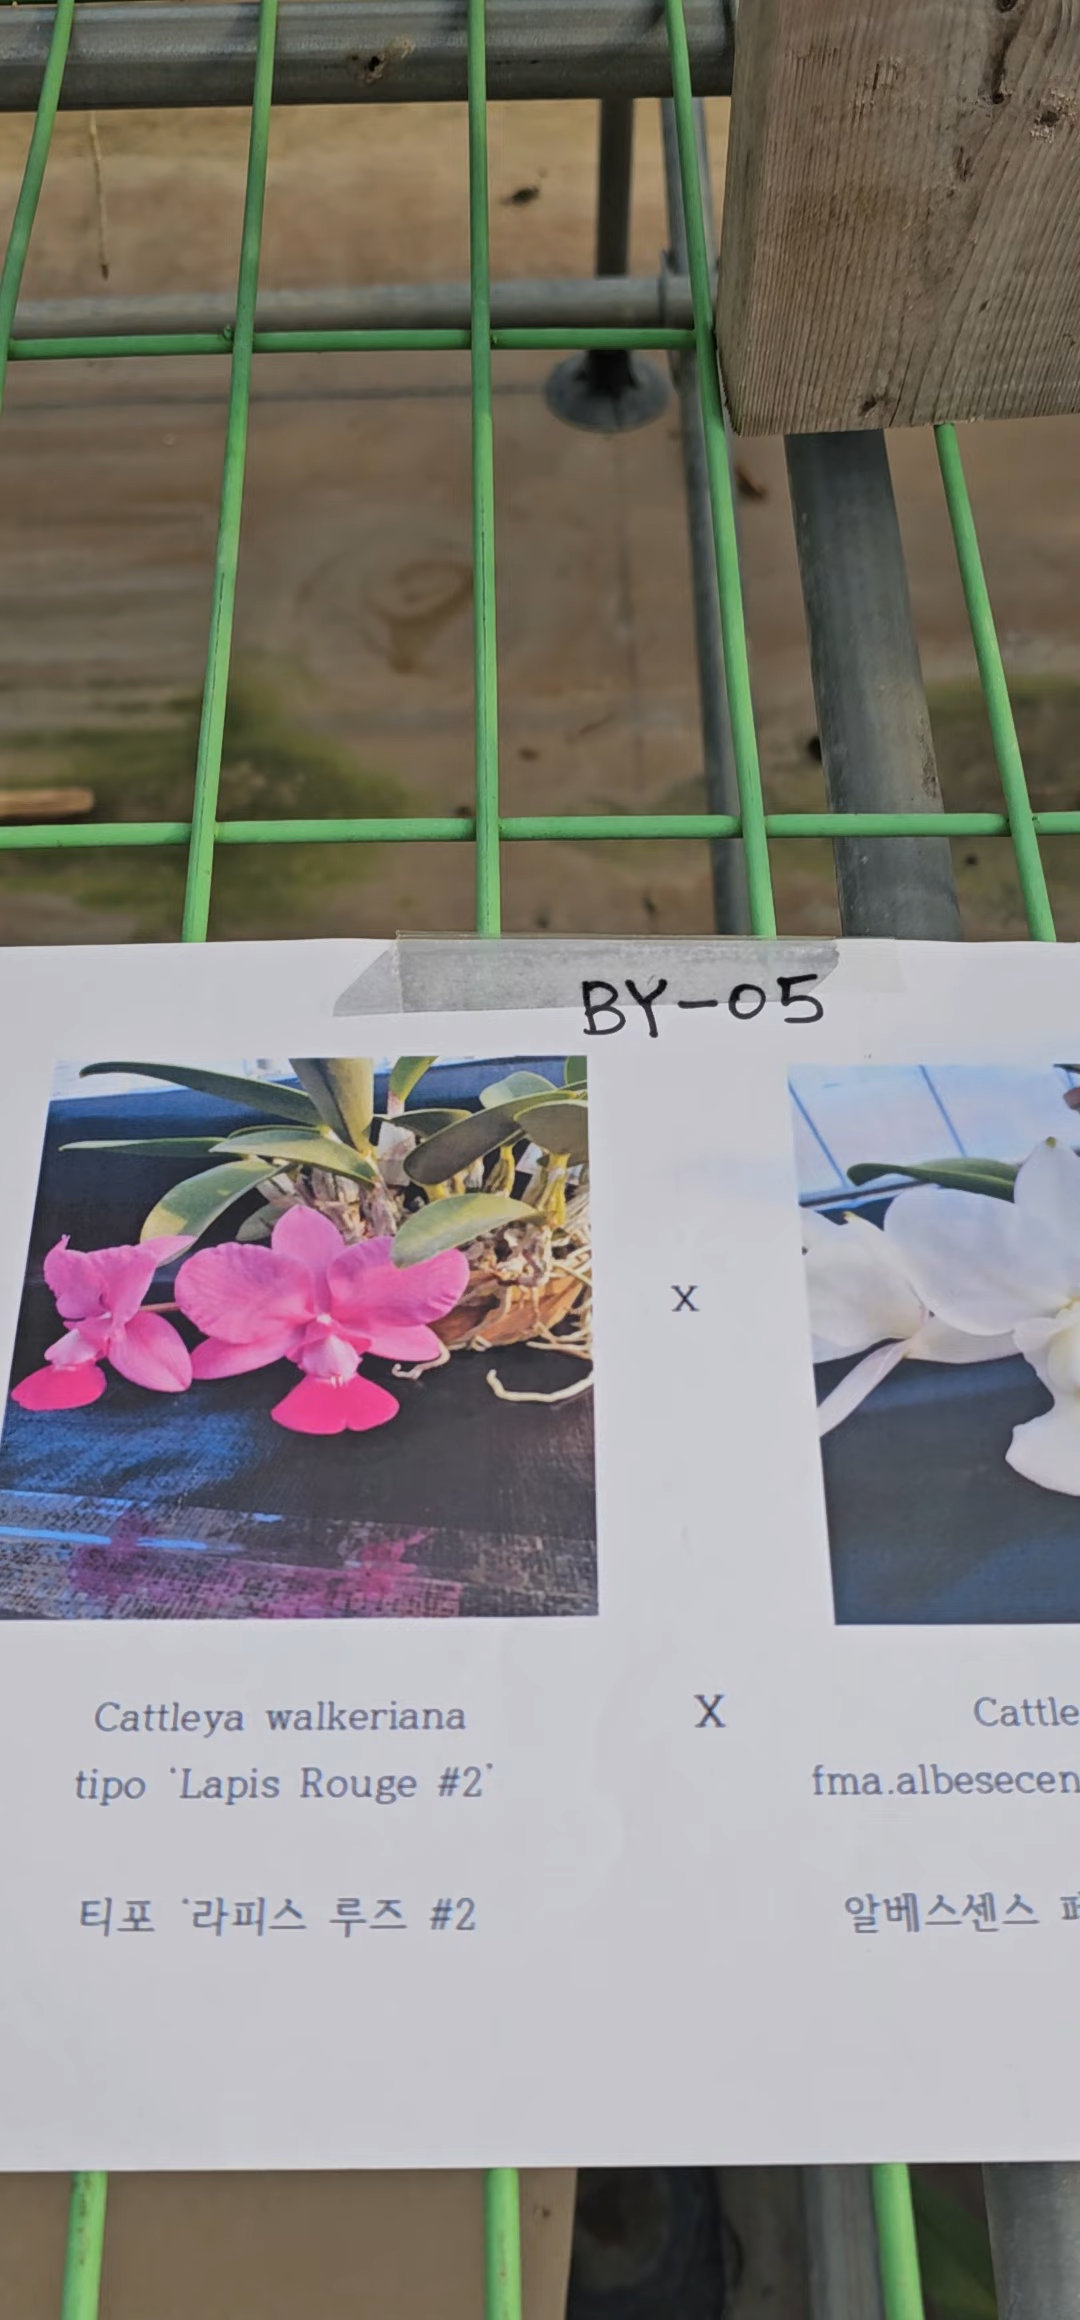 BY-05
x
Cattleya walkeriana X
tipo 'Lapis Rouge #2'
티포 '라피스 루즈 #2
알베스센스